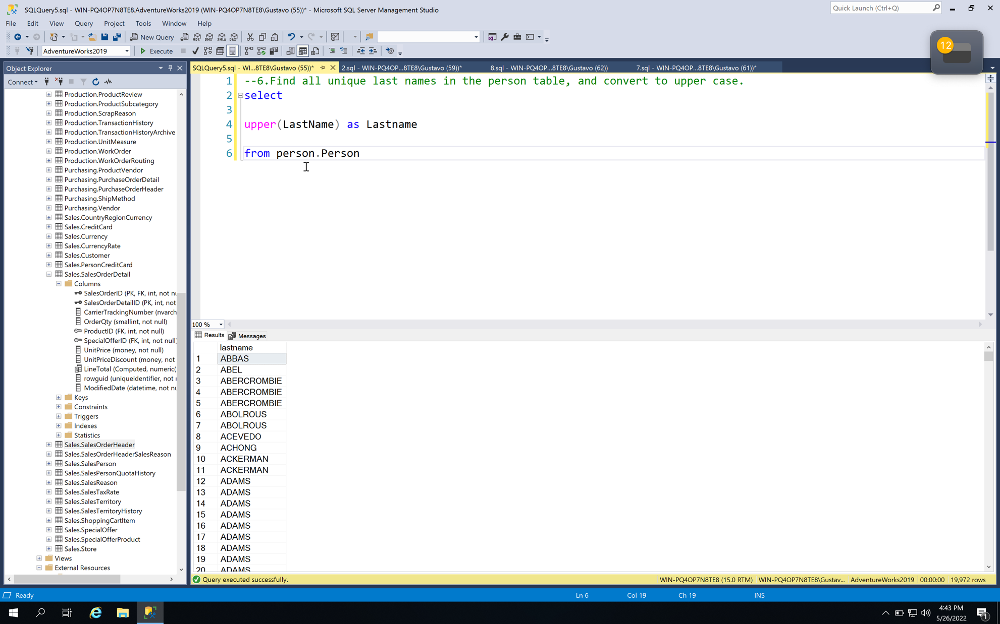 SQLQuery5.sql - WIN-PQ4OP7N8TE8.AdventureWorks2019 (WIN-PQ4OP7N8TE8\Gustavo (55))* - Microsoft SQL Server Management Studio
Quick Launch (Ctrl+Q)
File Edit View Query Project Tools Window Help
New Query MDX DMX XMLA DAX
AdventureWorks2019 Execute
12
Object Explorer
SQLQuery5.sql - WI...8TE8\Gustavo (55))* 2.sql - WIN-PQ4OP...8TE8\Gustavo (59))* 8.sql - WIN-PQ4OP...8TE8\Gustavo (62)) 7.sql - WIN-PQ4OP...8TE8\Gustavo (61))*
Connect
Production.ProductReview
Production.ProductSubcategory
Production.ScrapReason
Production.TransactionHistory
Production.TransactionHistoryArchive
Production.UnitMeasure
Production.WorkOrder
Production.WorkOrderRouting
Purchasing.ProductVendor
Purchasing.PurchaseOrderDetail
Purchasing.PurchaseOrderHeader
Purchasing.ShipMethod
Purchasing.Vendor
Sales.CountryRegionCurrency
Sales.CreditCard
Sales.Currency
Sales.CurrencyRate
Sales.Customer
Sales.PersonCreditCard
Sales.SalesOrderDetail
Columns
SalesOrderID (PK, FK, int, not nu
SalesOrderDetailID (PK, int, not
CarrierTrackingNumber (nvarch
OrderQty (smallint, not null)
ProductID (FK, int, not null)
SpecialOfferID (FK, int, not null)
UnitPrice (money, not null)
UnitPriceDiscount (money, not
LineTotal (Computed, numeric(
rowguid (uniqueidentifier, not n
ModifiedDate (datetime, not nu
Keys
Constraints
Triggers
Indexes
Statistics
Sales.SalesOrderHeader
Sales.SalesOrderHeaderSalesReason
Sales.SalesPerson
Sales.SalesPersonQuotaHistory
Sales.SalesReason
Sales.SalesTaxRate
Sales.SalesTerritory
Sales.SalesTerritoryHistory
Sales.ShoppingCartItem
Sales.SpecialOffer
Sales.SpecialOfferProduct
Sales.Store
Views
External Resources
1 --6.Find all unique last names in the person table, and convert to upper case.
2 select
3
4 upper(LastName) as Lastname
5
6 from person.Person
100 %
Results Messages
lastname
1 ABBAS
2 ABEL
3 ABERCROMBIE
4 ABERCROMBIE
5 ABERCROMBIE
6 ABOLROUS
7 ABOLROUS
8 ACEVEDO
9 ACHONG
10 ACKERMAN
11 ACKERMAN
12 ADAMS
13 ADAMS
14 ADAMS
15 ADAMS
16 ADAMS
17 ADAMS
18 ADAMS
19 ADAMS
20 ADAMS
Query executed successfully. WIN-PQ4OP7N8TE8 (15.0 RTM) WIN-PQ4OP7N8TE8\Gustav... AdventureWorks2019 00:00:00 19,972 rows
Ready Ln 6 Col 19 Ch 19 INS
4:43 PM
5/26/2022
1